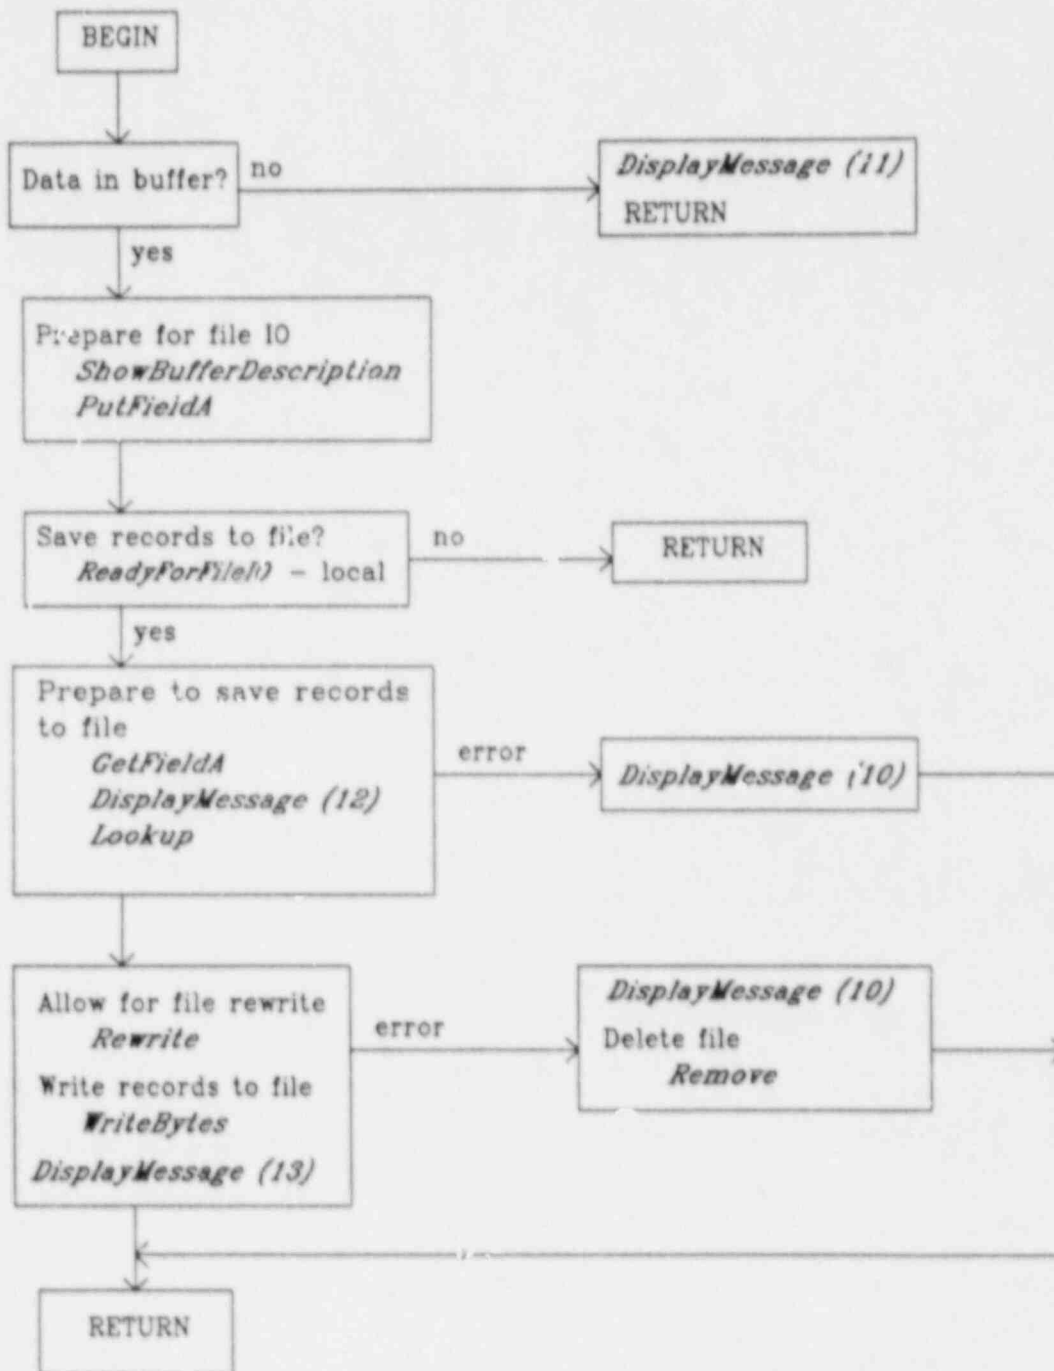 BEGIN
Data in buffer?
no
DisplayMessage (11)
RETURN
yes
Prepare for file IO
ShowBufferDescription
PutFieldA
Save records to file?
ReadyForFileIO - local
no
RETURN
yes
Prepare to save records
to file
GetFieldA
DisplayMessage (12)
Lookup
error
DisplayMessage (10)
Allow for file rewrite
Rewrite
Write records to file
WriteBytes
DisplayMessage (13)
error
DisplayMessage (10)
Delete file
Remove
RETURN